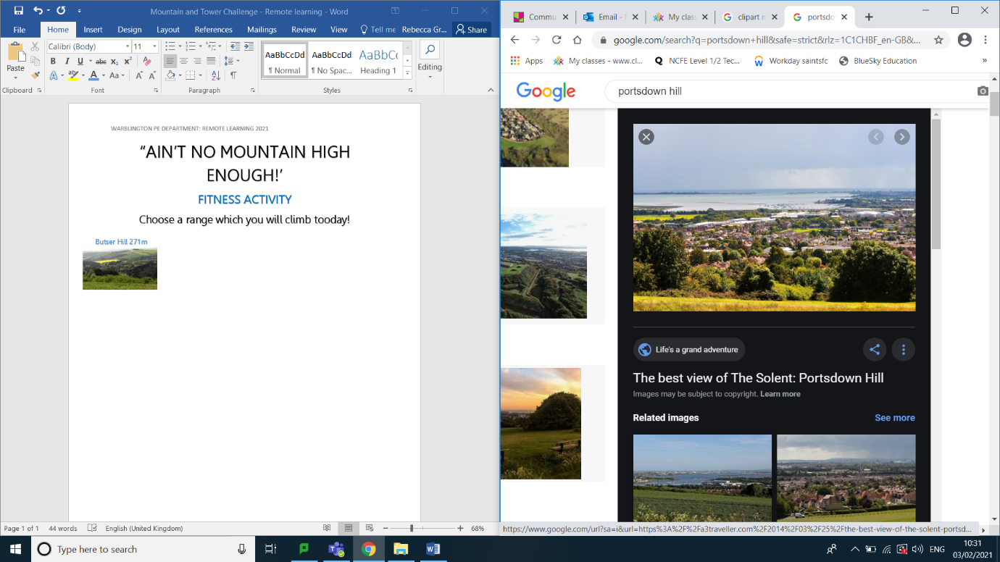 Mountain and Tower Challenge - Remote learning - Word
File Home Insert Design Layout References Mailings Review View Tell me Rebecca Gr... Share
Paste
Calibri (Body) 11
B I U abc x₂ x²
A aby A Aa A A
AaBbCcDd AaBbCcDd AaBbC
¶ Normal ¶ No Spac... Heading 1
Editing
Clipboard Font Paragraph Styles
WARBLINGTON PE DEPARTMENT: REMOTE LEARNING 2021
“AIN’T NO MOUNTAIN HIGH
ENOUGH!’
FITNESS ACTIVITY
Choose a range which you will climb tooday!
Butser Hill 271m
Page 1 of 1 44 words English (United Kingdom) 68%
Commu Email - My clas clipart m portsdo
google.com/search?q=portsdown+hill&safe=strict&rlz=1C1CHBF_en-GB&...
Apps My classes - www.cl... NCFE Level 1/2 Tec... Workday saintsfc BlueSky Education »
Google
portsdown hill
Life's a grand adventure
The best view of The Solent: Portsdown Hill
Images may be subject to copyright. Learn more
Related images See more
https://www.google.com/url?sa=i&url=https%3A%2F%2Fa3traveller.com%2F2014%2F03%2F25%2Fthe-best-view-of-the-solent-portsd...
Type here to search
ENG
10:31
03/02/2021